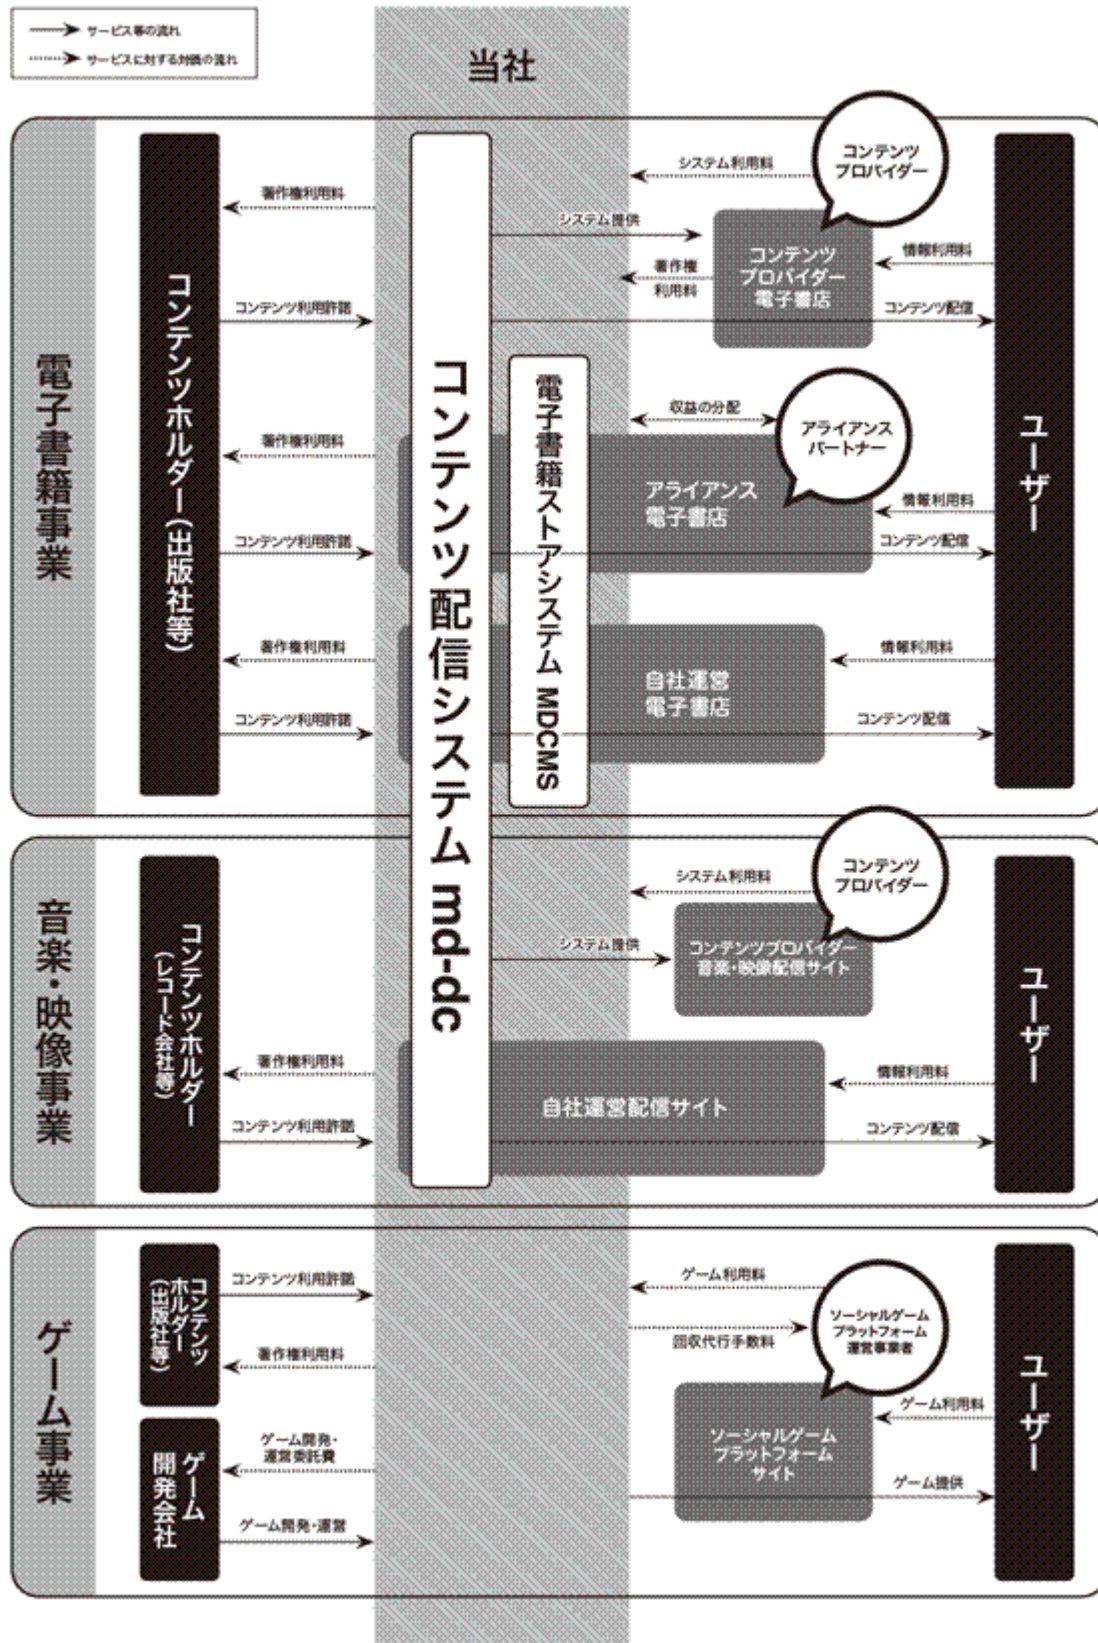 サービス等の流れ
サービスに対する対価の流れ
当社
電子書籍事業
コンテンツホルダー(出版社等)
著作権利用料
コンテンツ利用許諾
著作権利用料
コンテンツ利用許諾
著作権利用料
コンテンツ利用許諾
コンテンツ配信システム md-dc
電子書籍ストアシステム MDCMS
コンテンツ
プロバイダー
システム利用料
システム提供
コンテンツ
プロバイダー
電子書店
著作権
利用料
情報利用料
コンテンツ配信
収益の分配
アライアンス
パートナー
アライアンス
電子書店
情報利用料
コンテンツ配信
自社運営
電子書店
情報利用料
コンテンツ配信
ユーザー
音楽・映像事業
コンテンツホルダー
(レコード会社等)
著作権利用料
コンテンツ利用許諾
コンテンツ
プロバイダー
システム利用料
システム提供
コンテンツプロバイダー
音楽・映像配信サイト
自社運営配信サイト
情報利用料
コンテンツ配信
ユーザー
ゲーム事業
コンテンツ
ホルダー
(出版社等)
コンテンツ利用許諾
著作権利用料
ゲーム
開発会社
ゲーム開発・
運営委託費
ゲーム開発・運営
ゲーム利用料
回収代行手数料
ソーシャルゲーム
プラットフォーム
運営事業者
ソーシャルゲーム
プラットフォーム
サイト
ゲーム利用料
ゲーム提供
ユーザー